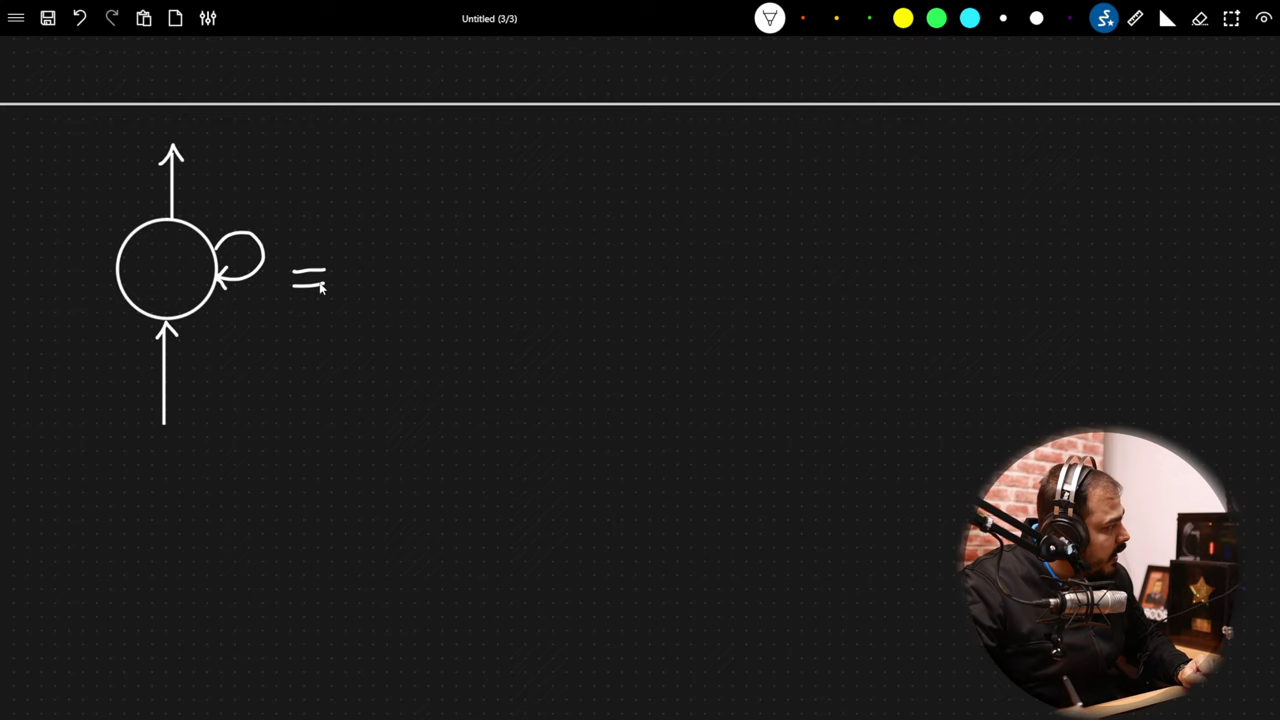 Untitled (3/3)
=